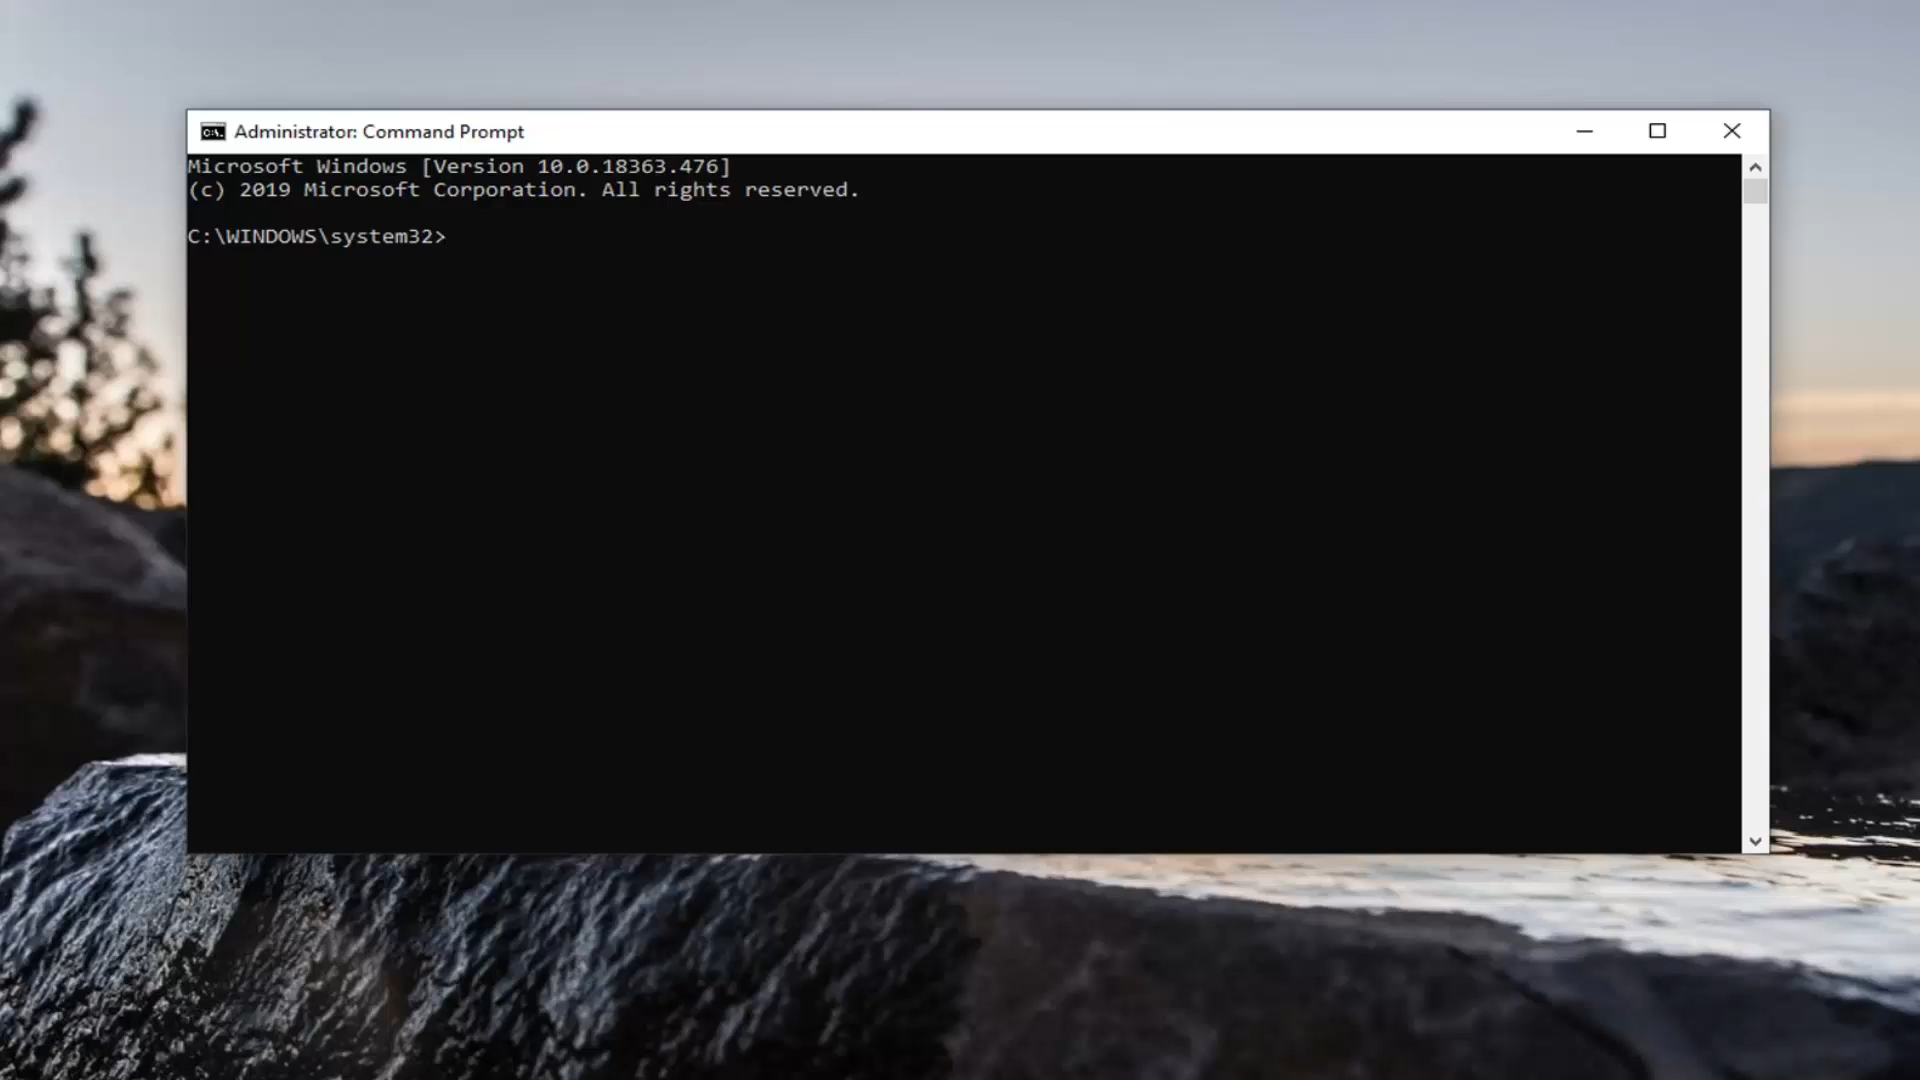 Administrator: Command Prompt
Microsoft Windows [Version 10.0.18363.476]
(c) 2019 Microsoft Corporation. All rights reserved.
C:\WINDOWS\system32>